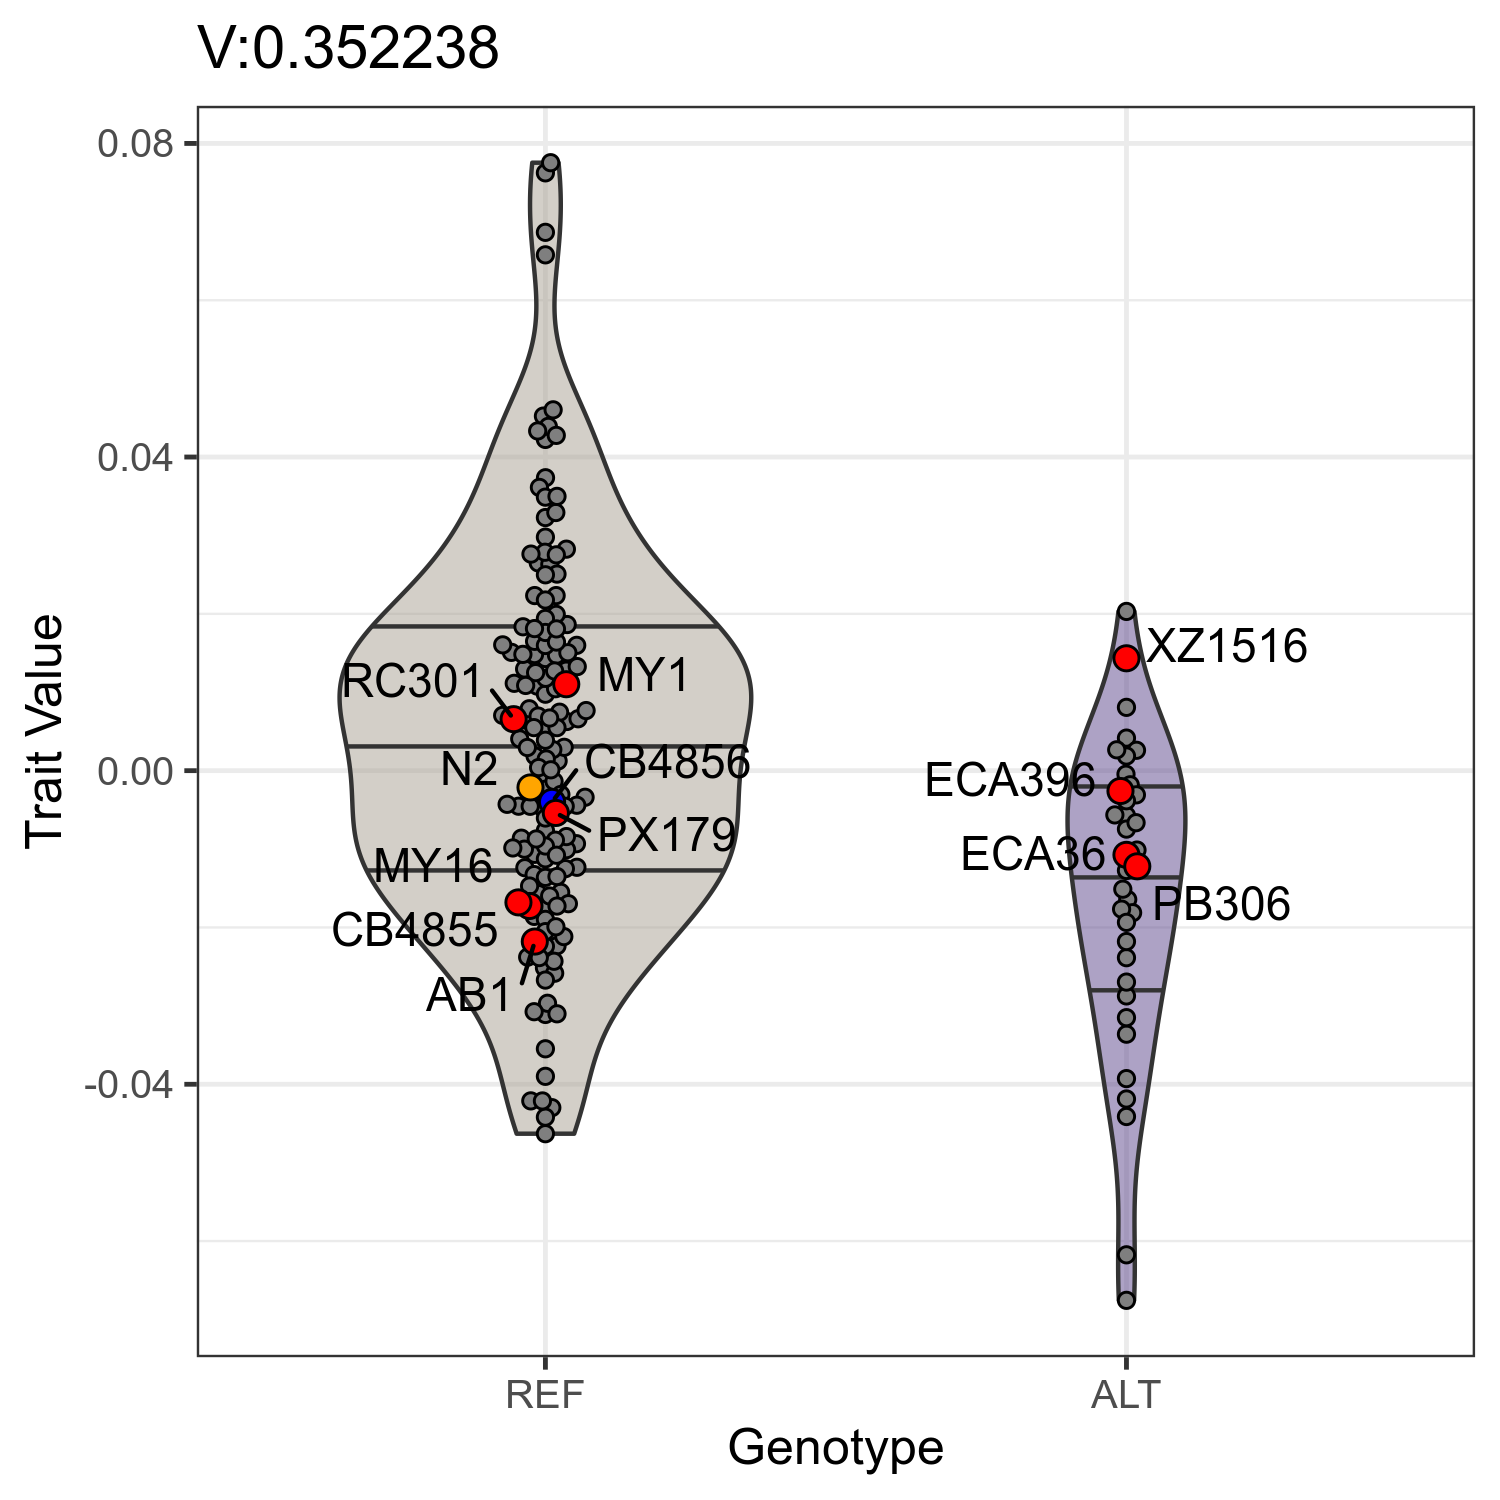 V:0.352238
0.08
0.04
0.00
-0.04
Trait Value
RC301
MY1
N2
CB4856
PX179
MY16
CB4855
AB1
XZ1516
ECA396
ECA36
PB306
REF
ALT
Genotype